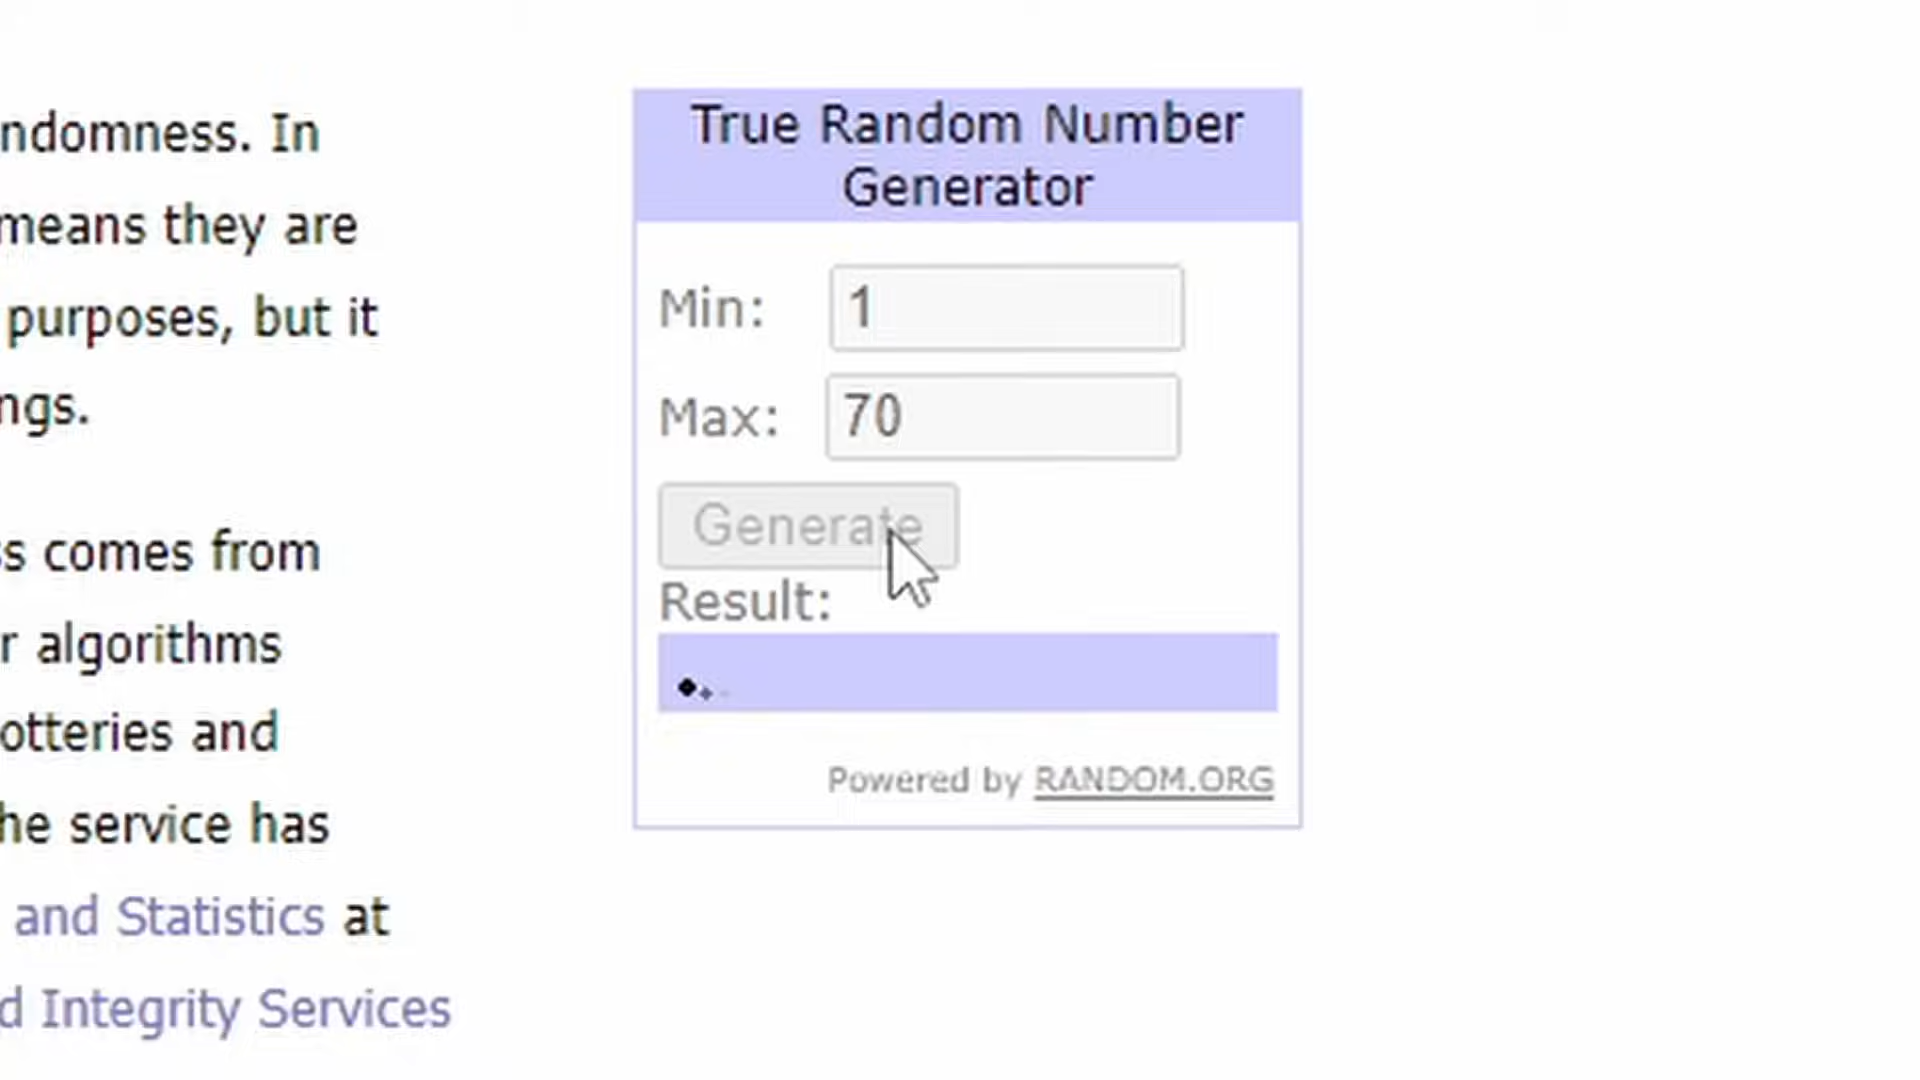 ndomness. In
means they are
purposes, but it
ngs.
s comes from
r algorithms
otteries and
he service has
and Statistics at
d Integrity Services
True Random Number
Generator
Min: 1
Max: 70
Generate
Result:
Powered by RANDOM.ORG